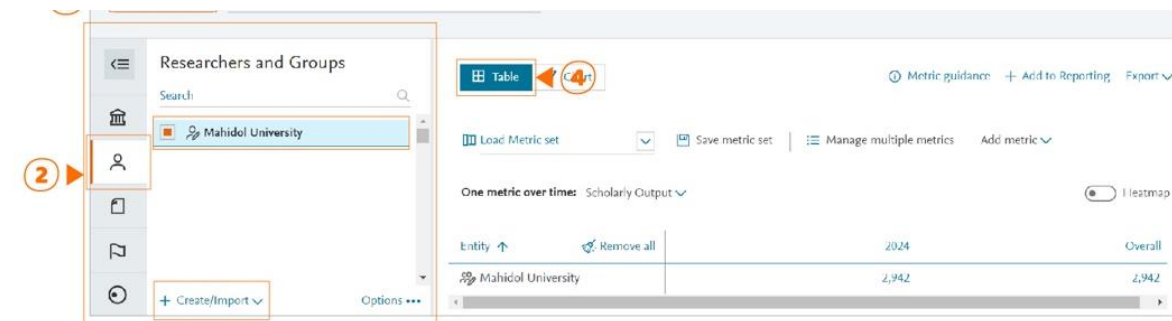 Researchers and Groups
Search
Mahidol University
+ Create/Import
Options •••
2
Table
4
Metric guidance
+ Add to Reporting
Export
Load Metric set
Save metric set
Manage multiple metrics
Add metric
One metric over time: Scholarly Output
Heatmap
Entity ↑
Remove all
2024
Overall
Mahidol University
2,942
2,942